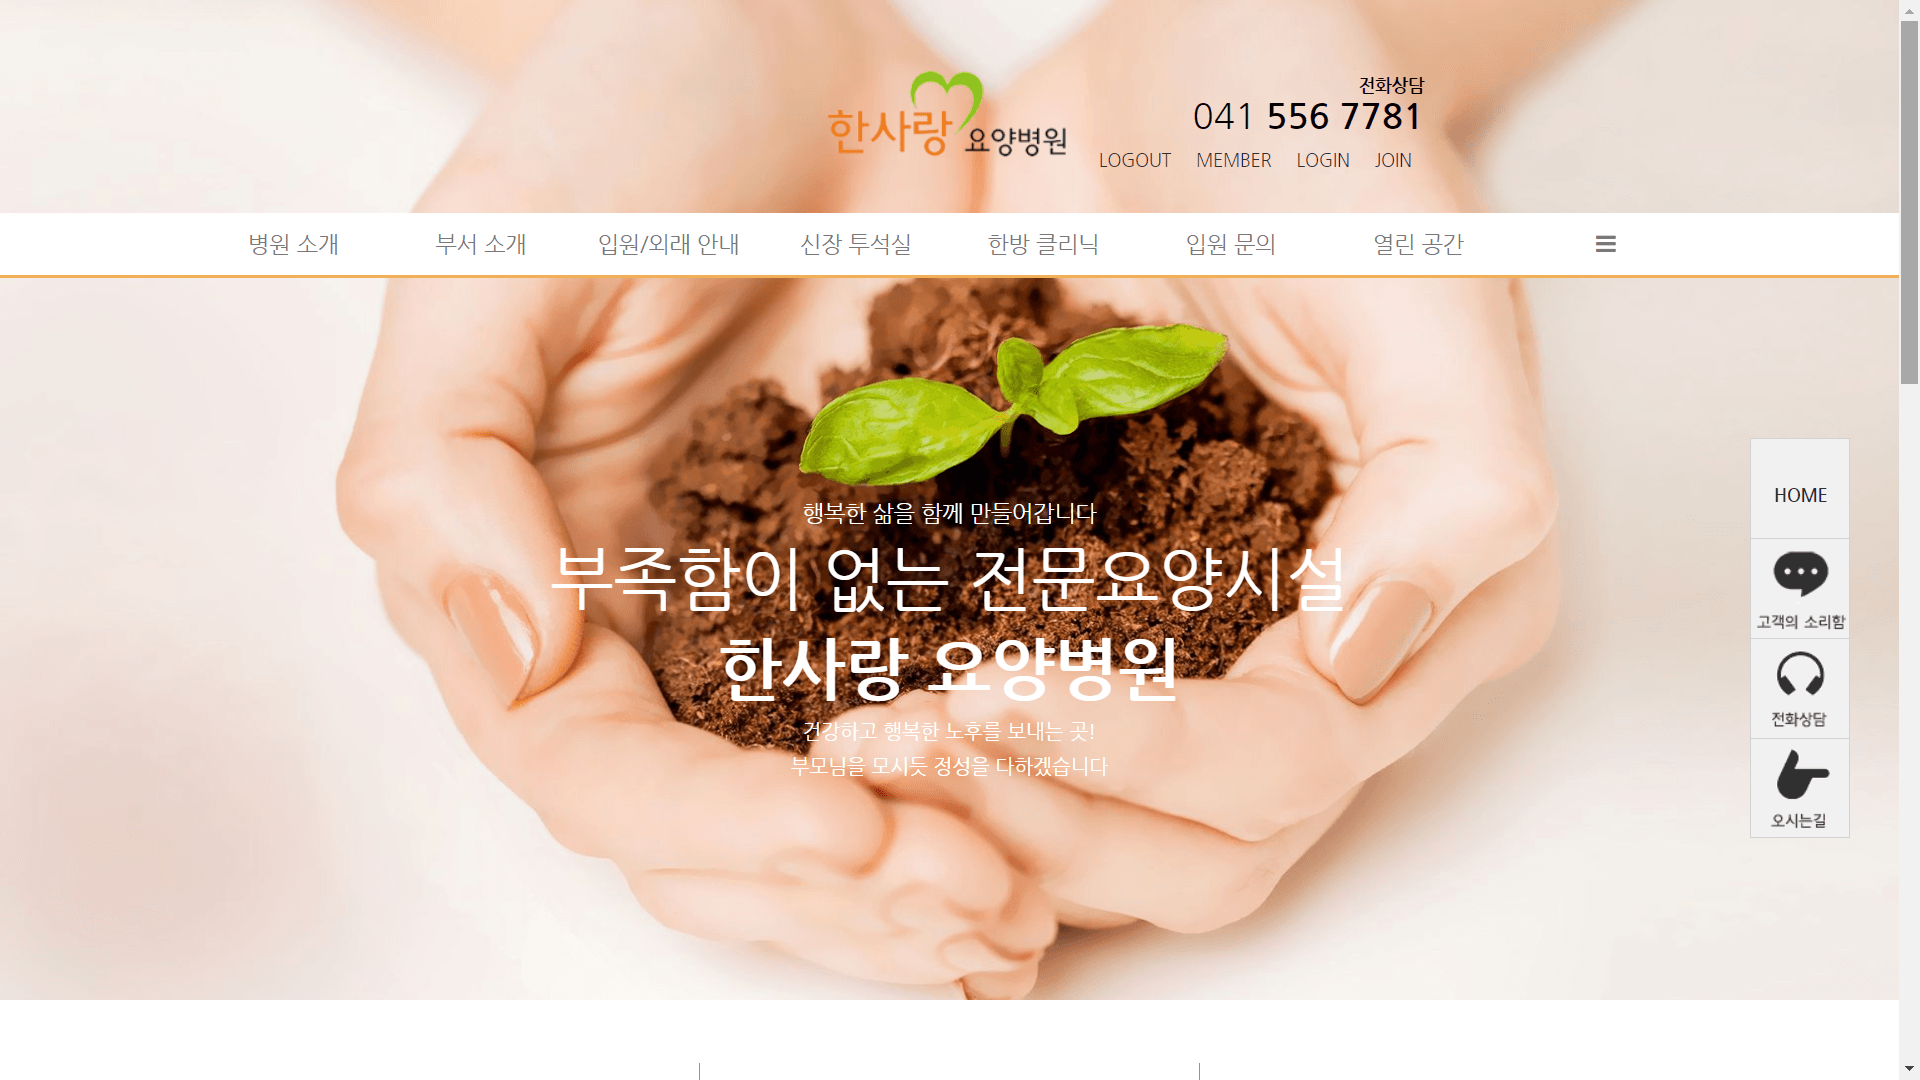 한사랑 요양병원
전화상담
041 556 7781
LOGOUT MEMBER LOGIN JOIN
병원 소개 부서 소개 입원/외래 안내 신장 투석실 한방 클리닉 입원 문의 열린 공간
행복한 삶을 함께 만들어갑니다
부족함이 없는 전문요양시설
한사랑 요양병원
건강하고 행복한 노후를 보내는 곳!
부모님을 모시듯 정성을 다하겠습니다
HOME
고객의 소리함
전화상담
오시는길